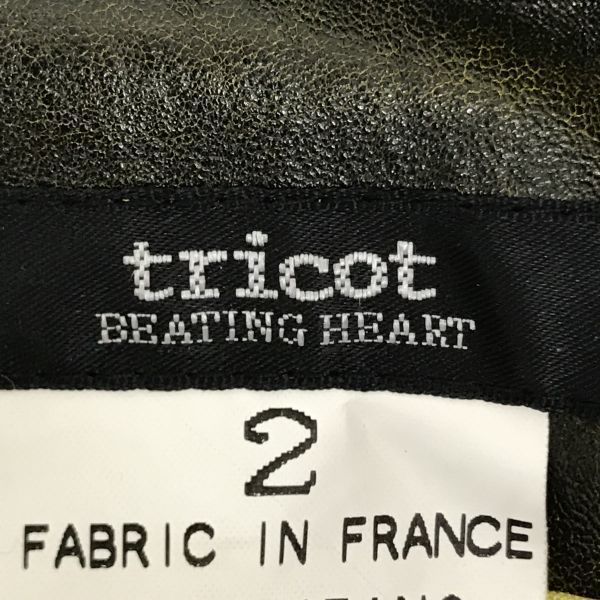 tricot
BEATING HEART
2
FABRIC IN FRANCE